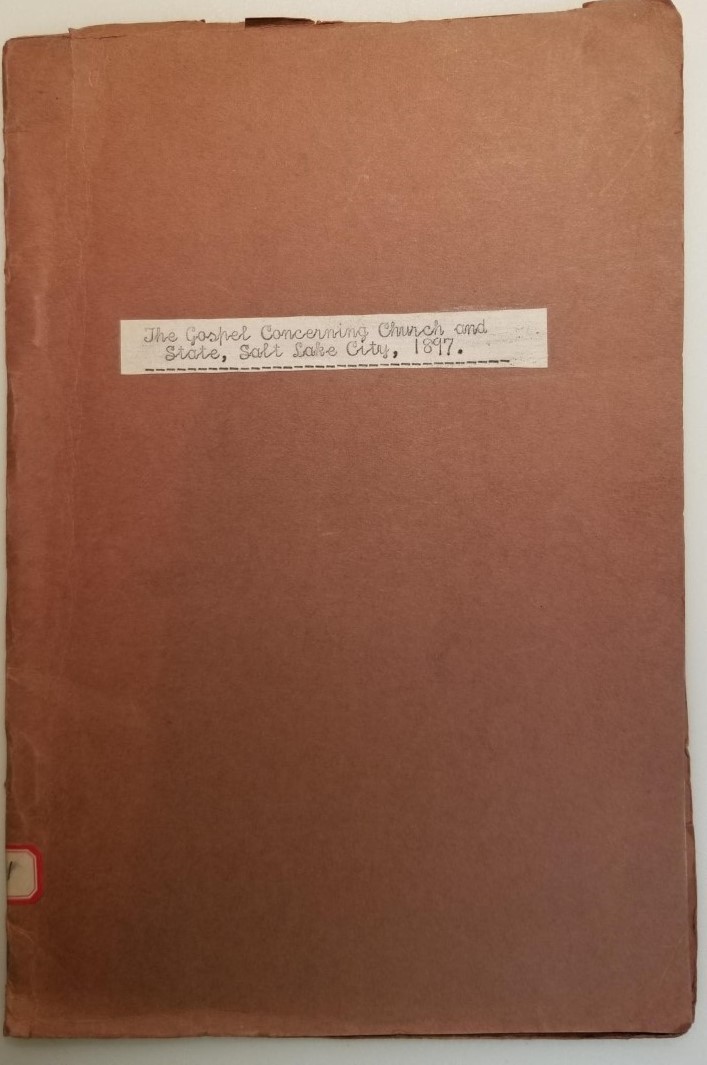 The Gospel Concerning Church and
State, Salt Lake City, 1897.